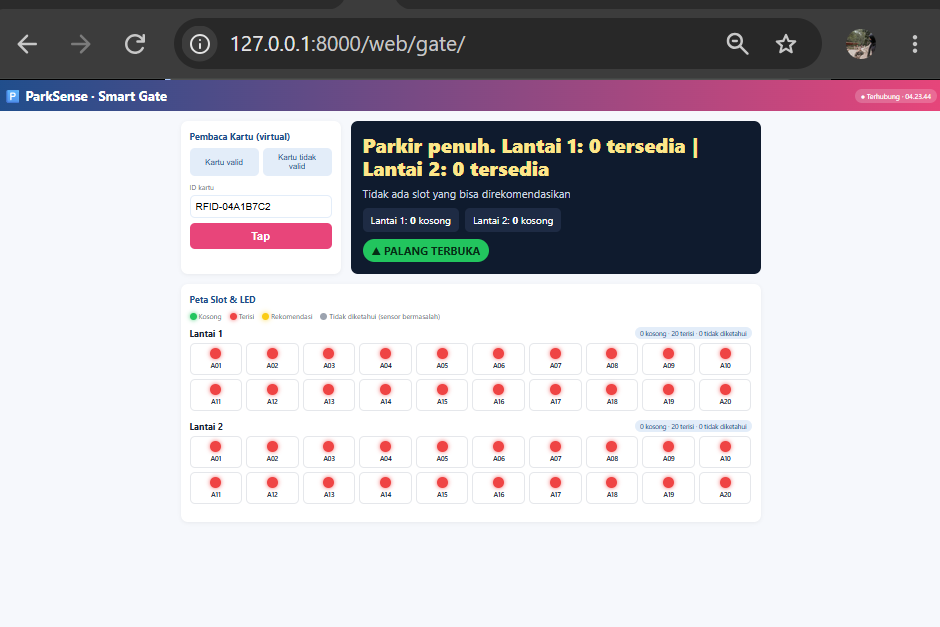 127.0.0.1:8000/web/gate/
P ParkSense · Smart Gate
● Terhubung · 04.23.44
Pembaca Kartu (virtual)
Kartu valid
Kartu tidak valid
ID kartu
RFID-04A1B7C2
Tap
Parkir penuh. Lantai 1: 0 tersedia |
Lantai 2: 0 tersedia
Tidak ada slot yang bisa direkomendasikan
Lantai 1: 0 kosong
Lantai 2: 0 kosong
▲ PALANG TERBUKA
Peta Slot & LED
Kosong
Terisi
Rekomendasi
Tidak diketahui (sensor bermasalah)
Lantai 1
0 kosong · 20 terisi · 0 tidak diketahui
A01 A02 A03 A04 A05 A06 A07 A08 A09 A10
A11 A12 A13 A14 A15 A16 A17 A18 A19 A20
Lantai 2
0 kosong · 20 terisi · 0 tidak diketahui
A01 A02 A03 A04 A05 A06 A07 A08 A09 A10
A11 A12 A13 A14 A15 A16 A17 A18 A19 A20